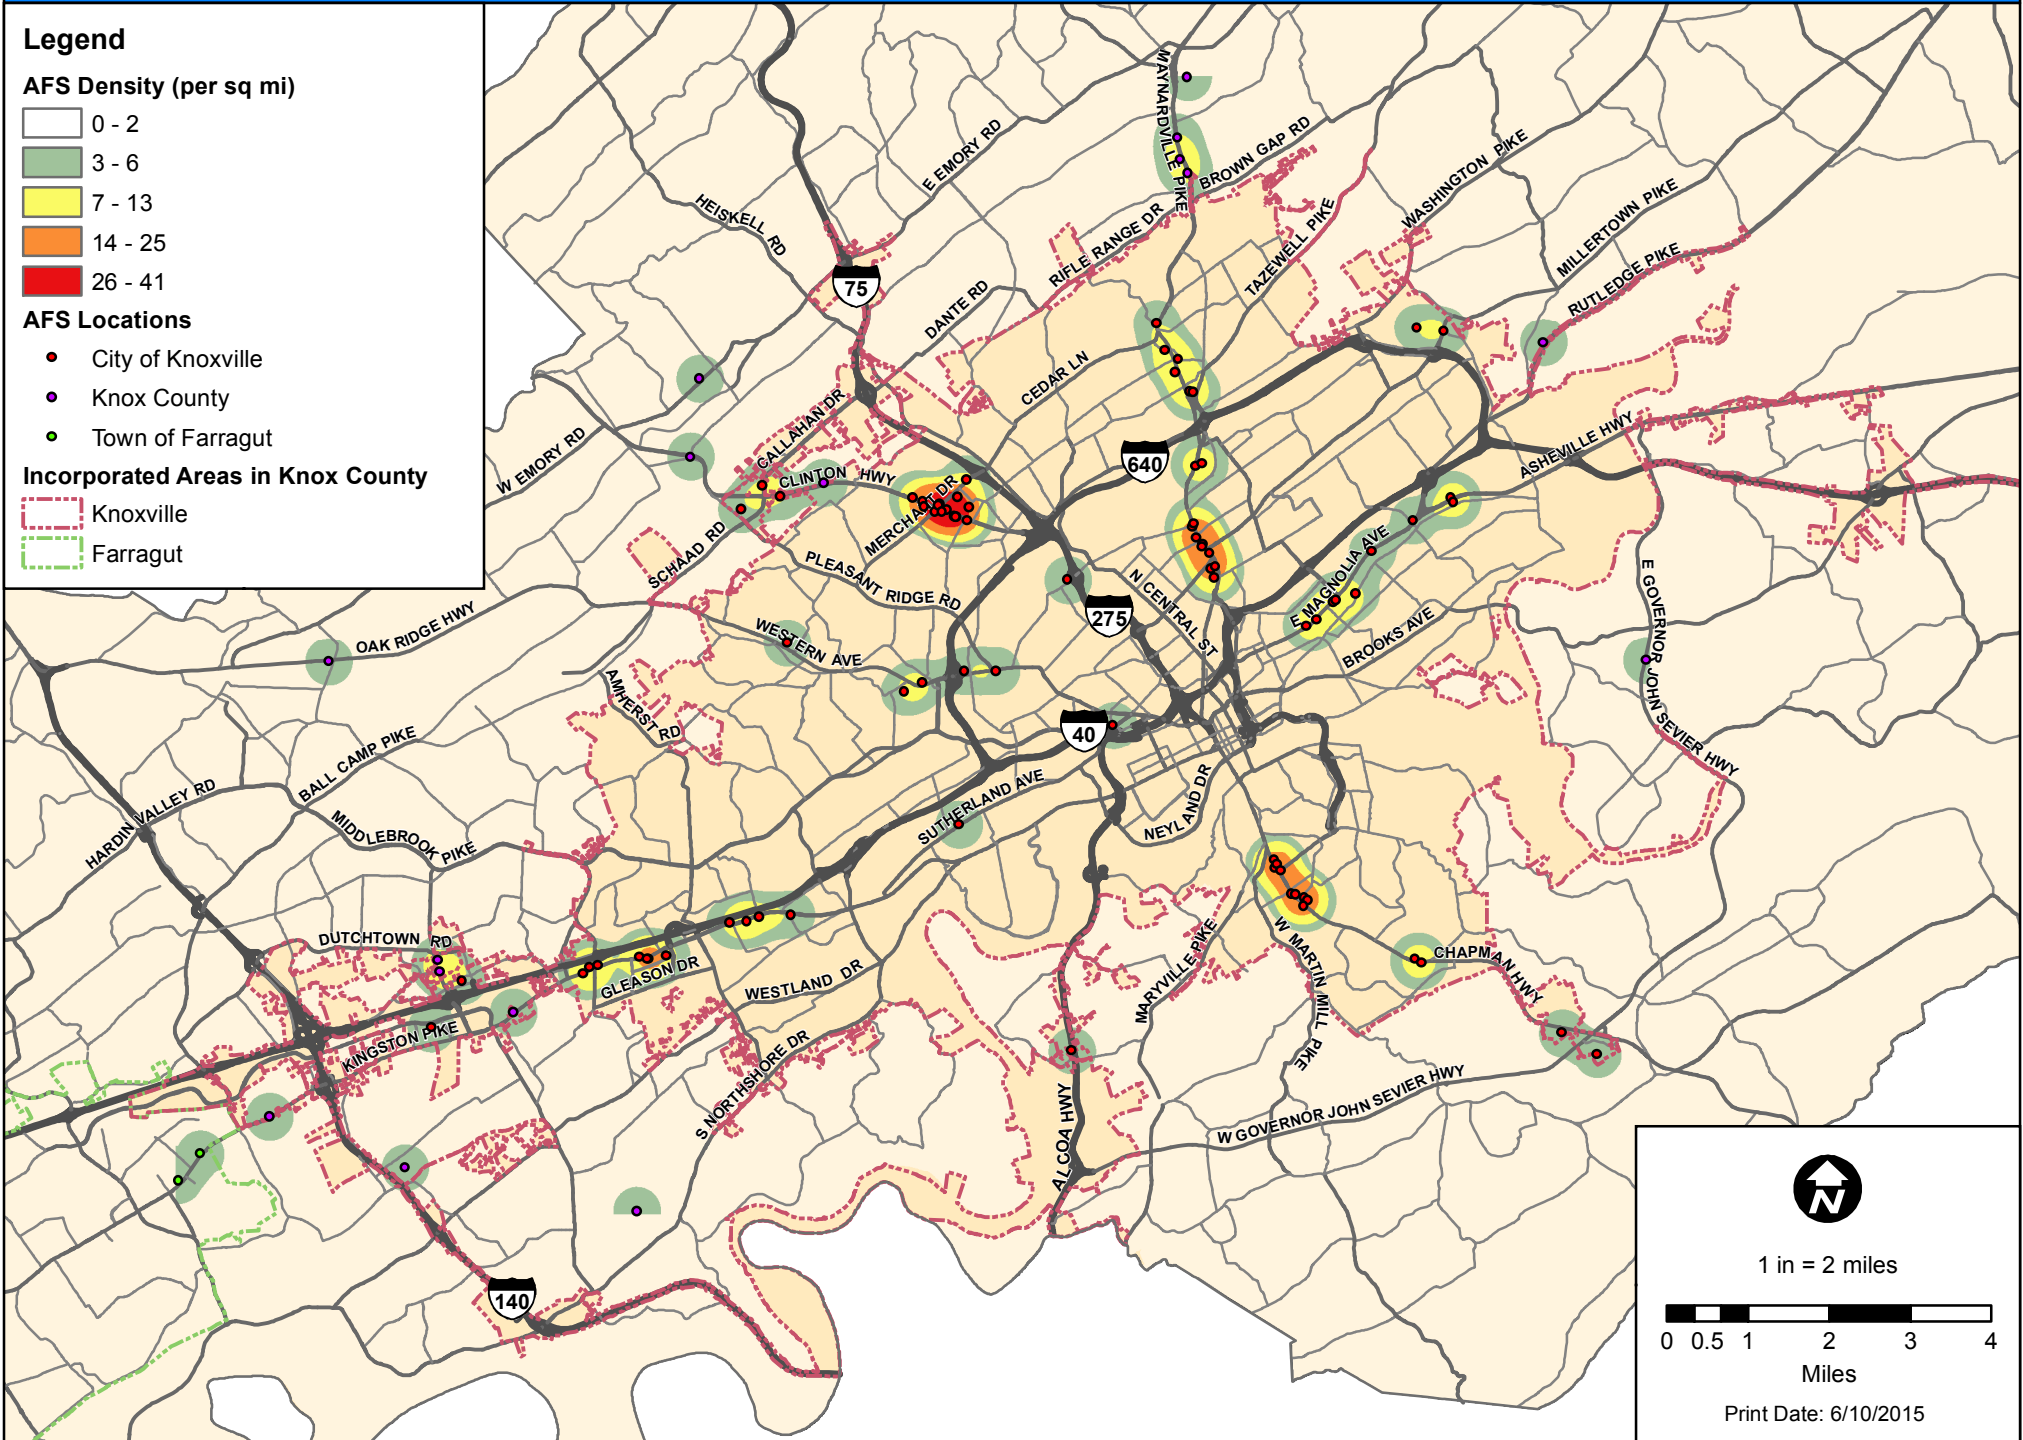 Legend
AFS Density (per sq mi)
0 - 2
3 - 6
7 - 13
14 - 25
26 - 41
AFS Locations
City of Knoxville
Knox County
Town of Farragut
Incorporated Areas in Knox County
Knoxville
Farragut
MAYNARDVILLE PIKE
E EMORY RD
BROWN GAP RD
WASHINGTON PIKE
HEISKELL RD
MILLERTOWN PIKE
RIFLE RANGE DR
TAZEWELL PIKE
RUTLEDGE PIKE
75
DANTE RD
CEDAR LN
CALLAHAN DR
W EMORY RD
CLINTON HWY
640
ASHEVILLE HWY
MERCHANT DR
SCHAAD RD
PLEASANT RIDGE RD
N CENTRAL ST
E MAGNOLIA AVE
275
BROOKS AVE
E GOVERNOR JOHN SEVIER HWY
OAK RIDGE HWY
WESTERN AVE
AMHERST RD
40
BALL CAMP PIKE
HARDIN VALLEY RD
MIDDLEBROOK PIKE
SUTHERLAND AVE
NEYLAND DR
DUTCHTOWN RD
GLEASON DR
WESTLAND DR
MARYVILLE PIKE
W MARTIN MILL PIKE
CHAPMAN HWY
KINGSTON PIKE
S NORTHSHORE DR
ALCOA HWY
W GOVERNOR JOHN SEVIER HWY
140
N
1 in = 2 miles
0 0.5 1 2 3 4
Miles
Print Date: 6/10/2015